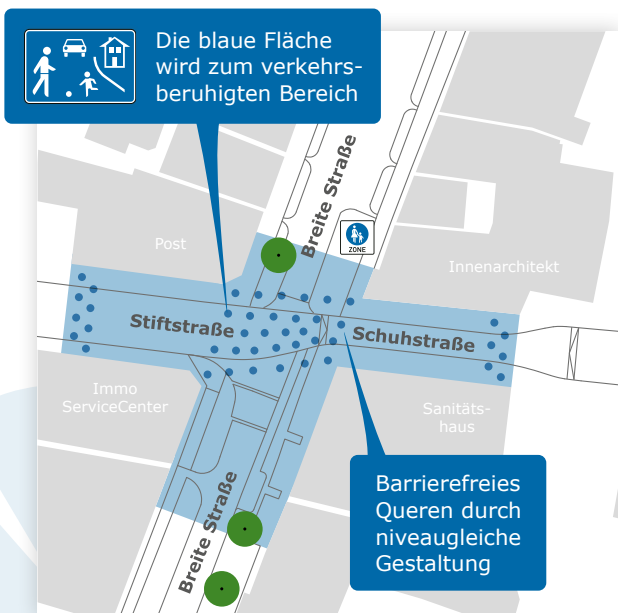 Die blaue Fläche
wird zum verkehrs-
beruhigten Bereich
Breite Straße
ZONE
Post
Innenarchitekt
Stiftstraße
Schuhstraße
Immo
ServiceCenter
Sanitäts-
haus
Breite Straße
Barrierefreies
Queren durch
niveaugleiche
Gestaltung